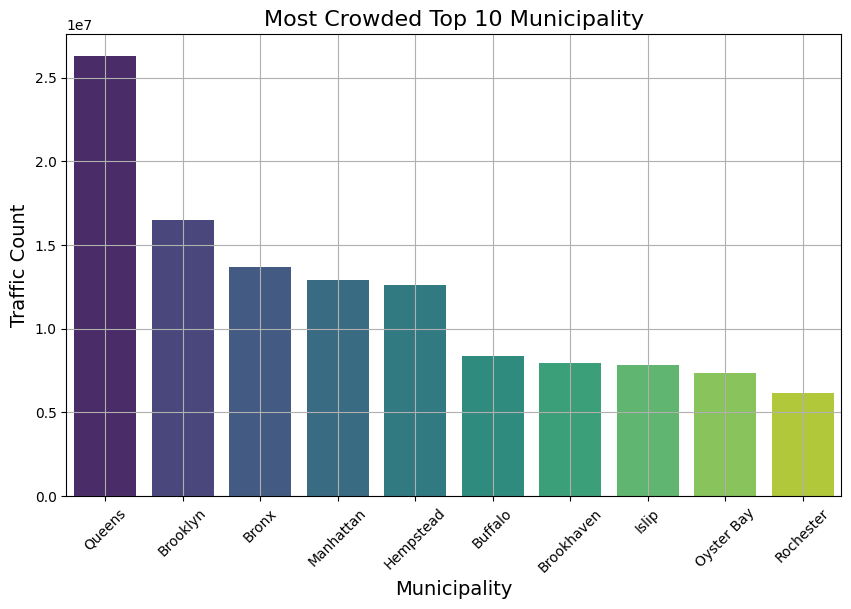 Most Crowded Top 10 Municipality
1e7
2.5
2.0
1.5
1.0
0.5
0.0
Traffic Count
Queens
Brooklyn
Bronx
Manhattan
Hempstead
Buffalo
Brookhaven
Islip
Oyster Bay
Rochester
Municipality